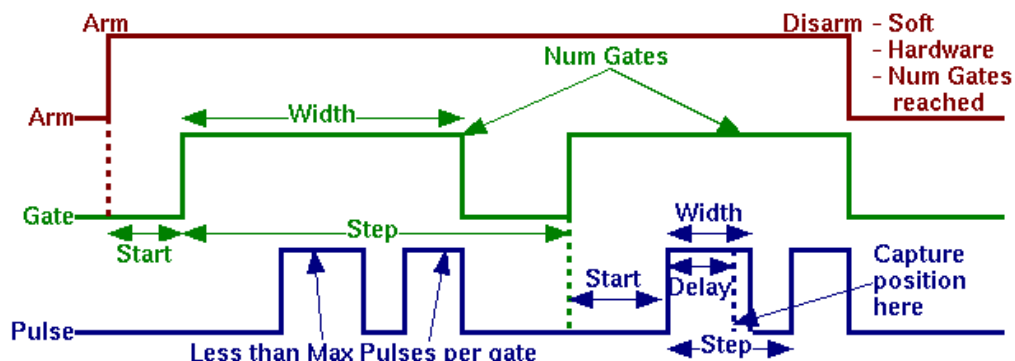 Arm
Disarm - Soft
- Hardware
- Num Gates
reached
Num Gates
Arm
Width
Gate
Start
Step
Width
Capture
position
here
Start
Delay
Pulse
Less than Max Pulses per gate
Step